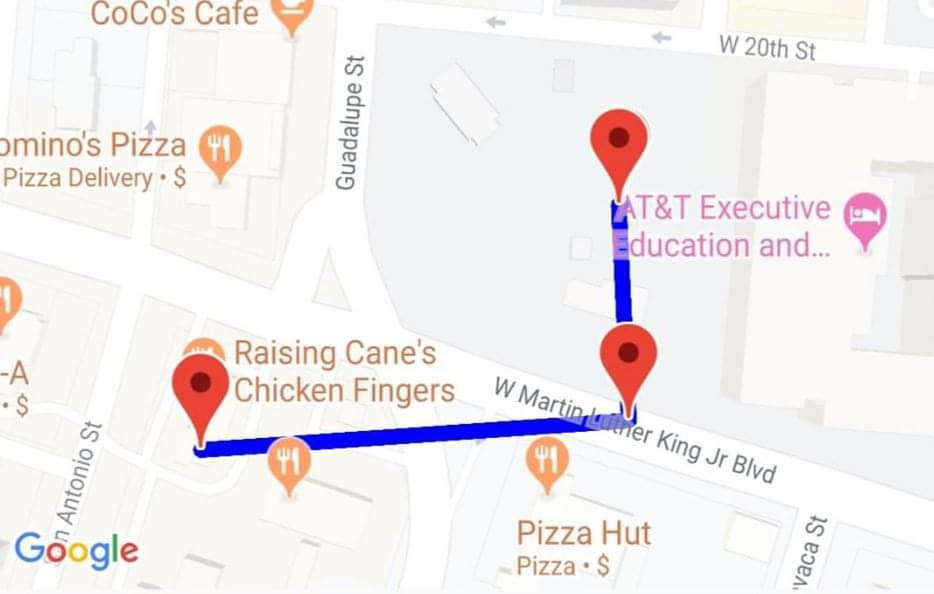 CoCo's Cafe
W 20th St
Guadalupe St
omino's Pizza
Pizza Delivery • $
AT&T Executive
Education and...
Raising Cane's
Chicken Fingers
-A
• $
W Martin Luther King Jr Blvd
n Antonio St
Pizza Hut
Pizza • $
vaca St
Google